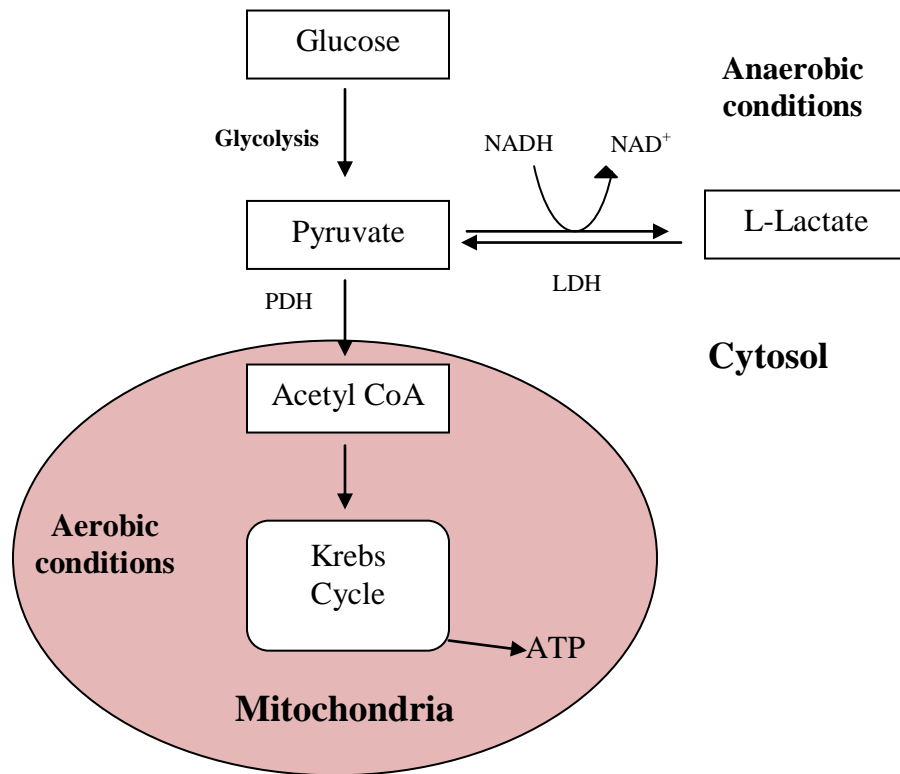 Glucose
Anaerobic
conditions
Glycolysis
NADH
NAD⁺
Pyruvate
L-Lactate
PDH
LDH
Cytosol
Acetyl CoA
Aerobic
conditions
Krebs
Cycle
ATP
Mitochondria